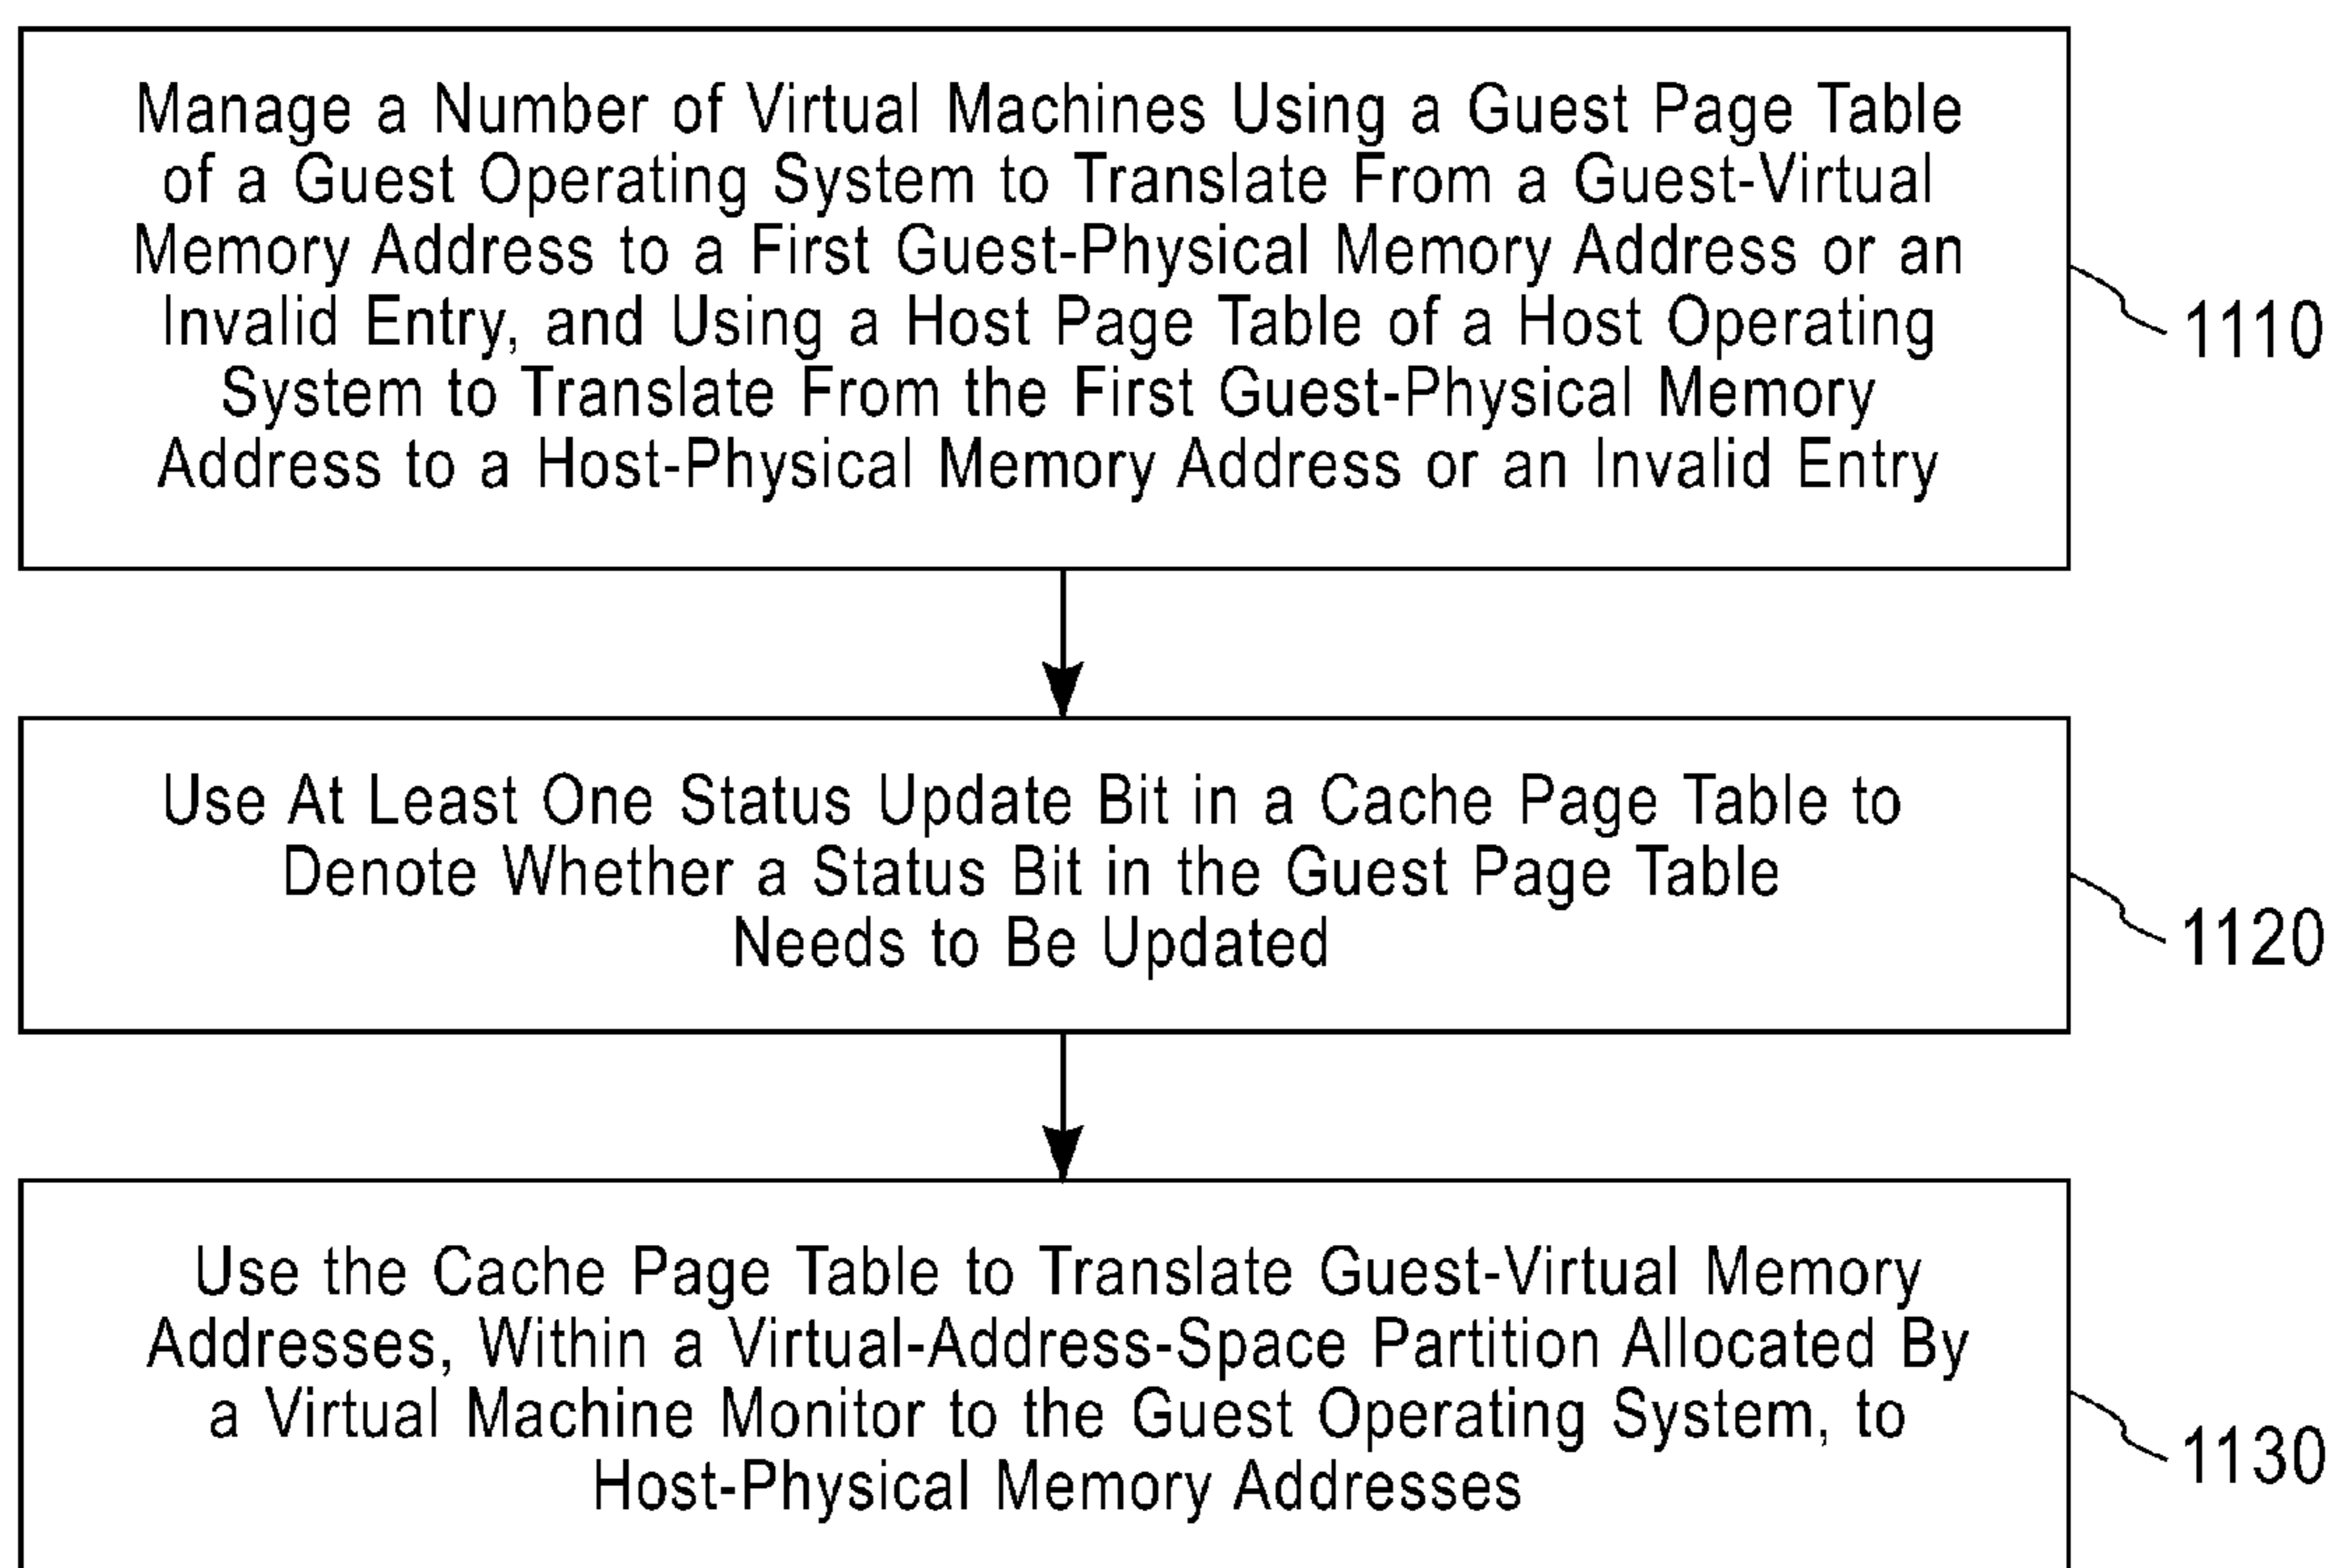 Manage a Number of Virtual Machines Using a Guest Page Table
of a Guest Operating System to Translate From a Guest-Virtual
Memory Address to a First Guest-Physical Memory Address or an
Invalid Entry, and Using a Host Page Table of a Host Operating
System to Translate From the First Guest-Physical Memory
Address to a Host-Physical Memory Address or an Invalid Entry
1110
Use At Least One Status Update Bit in a Cache Page Table to
Denote Whether a Status Bit in the Guest Page Table
Needs to Be Updated
1120
Use the Cache Page Table to Translate Guest-Virtual Memory
Addresses, Within a Virtual-Address-Space Partition Allocated By
a Virtual Machine Monitor to the Guest Operating System, to
Host-Physical Memory Addresses
1130